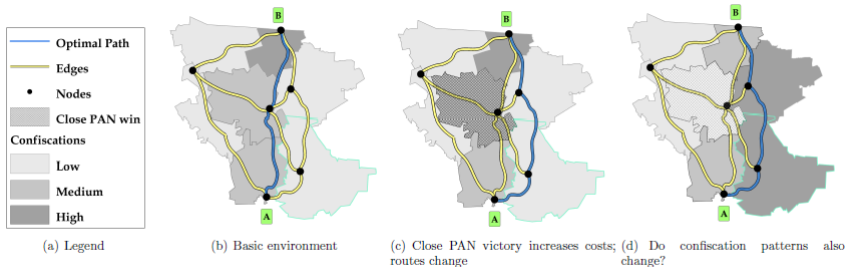 Legend
Optimal Path
Edges
Nodes
Close PAN win
Confiscations
Low
Medium
High
(a) Legend
B
A
(b) Basic environment
B
A
(c) Close PAN victory increases costs;
routes change
B
A
(d) Do confiscation patterns also
change?